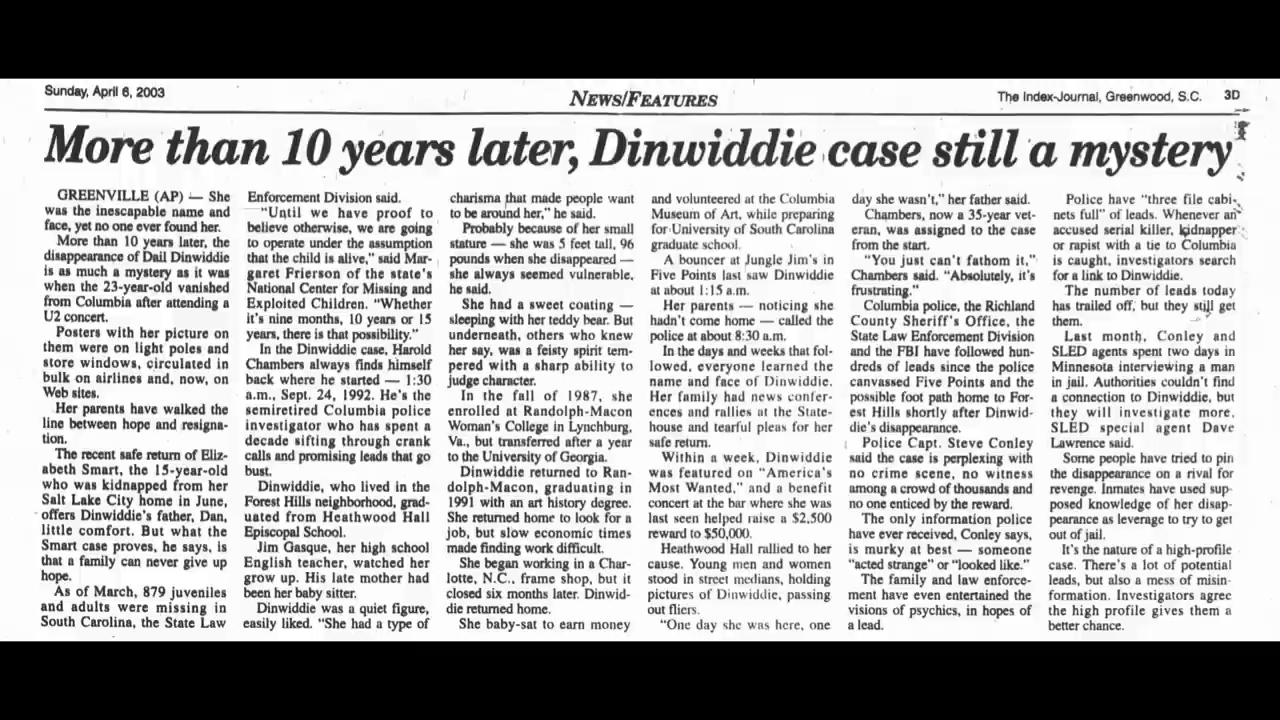 Sunday, April 6, 2003
NEWS/FEATURES
The Index-Journal, Greenwood, S.C. 3D
More than 10 years later, Dinwiddie case still a mystery
GREENVILLE (AP) — She
was the inescapable name and
face, yet no one ever found her.
More than 10 years later, the
disappearance of Dail Dinwiddie
is as much a mystery as it was
when the 23-year-old vanished
from Columbia after attending a
U2 concert.
Posters with her picture on
them were on light poles and
store windows, circulated in
bulk on airlines and, now, on
Web sites.
Her parents have walked the
line between hope and resigna-
tion.
The recent safe return of Eliz-
abeth Smart, the 15-year-old
who was kidnapped from her
Salt Lake City home in June,
offers Dinwiddie's father, Dan,
little comfort. But what the
Smart case proves, he says, is
that a family can never give up
hope.
As of March, 879 juveniles
and adults were missing in
South Carolina, the State Law
Enforcement Division said.
"Until we have proof to
believe otherwise, we are going
to operate under the assumption
that the child is alive," said Mar-
garet Frierson of the state's
National Center for Missing and
Exploited Children. "Whether
it's nine months, 10 years or 15
years, there is that possibility."
In the Dinwiddie case, Harold
Chambers always finds himself
back where he started — 1:30
a.m., Sept. 24, 1992. He's the
semiretired Columbia police
investigator who has spent a
decade sifting through crank
calls and promising leads that go
bust.
Dinwiddie, who lived in the
Forest Hills neighborhood, grad-
uated from Heathwood Hall
Episcopal School.
Jim Gasque, her high school
English teacher, watched her
grow up. His late mother had
been her baby sitter.
Dinwiddie was a quiet figure,
easily liked. "She had a type of
charisma that made people want
to be around her," he said.
Probably because of her small
stature — she was 5 feet tall, 96
pounds when she disappeared —
she always seemed vulnerable,
he said.
She had a sweet coating —
sleeping with her teddy bear. But
underneath, others who knew
her say, was a feisty spirit tem-
pered with a sharp ability to
judge character.
In the fall of 1987, she
enrolled at Randolph-Macon
Woman's College in Lynchburg,
Va., but transferred after a year
to the University of Georgia.
Dinwiddie returned to Ran-
dolph-Macon, graduating in
1991 with an art history degree.
She returned home to look for a
job, but slow economic times
made finding work difficult.
She began working in a Char-
lotte, N.C., frame shop, but it
closed six months later. Dinwid-
die returned home.
She baby-sat to earn money
and volunteered at the Columbia
Museum of Art, while preparing
for University of South Carolina
graduate school.
A bouncer at Jungle Jim's in
Five Points last saw Dinwiddie
at about 1:15 a.m.
Her parents — noticing she
hadn't come home — called the
police at about 8:30 a.m.
In the days and weeks that fol-
lowed, everyone learned the
name and face of Dinwiddie.
Her family had news confer-
ences and rallies at the State-
house and tearful pleas for her
safe return.
Within a week, Dinwiddie
was featured on "America's
Most Wanted," and a benefit
concert at the bar where she was
last seen helped raise a $2,500
reward to $50,000.
Heathwood Hall rallied to her
cause. Young men and women
stood in street medians, holding
pictures of Dinwiddie, passing
out fliers.
"One day she was here, one
day she wasn't," her father said.
Chambers, now a 35-year vet-
eran, was assigned to the case
from the start.
"You just can't fathom it,"
Chambers said. "Absolutely, it's
frustrating."
Columbia police, the Richland
County Sheriff's Office, the
State Law Enforcement Division
and the FBI have followed hun-
dreds of leads since the police
canvassed Five Points and the
possible foot path home to For-
est Hills shortly after Dinwid-
die's disappearance.
Police Capt. Steve Conley
said the case is perplexing with
no crime scene, no witness
among a crowd of thousands and
no one enticed by the reward.
The only information police
have ever received, Conley says,
is murky at best — someone
"acted strange" or "looked like."
The family and law enforce-
ment have even entertained the
visions of psychics, in hopes of
a lead.
Police have "three file cabi-
nets full" of leads. Whenever an
accused serial killer, kidnapper
or rapist with a tie to Columbia
is caught, investigators search
for a link to Dinwiddie.
The number of leads today
has trailed off, but they still get
them.
Last month, Conley and
SLED agents spent two days in
Minnesota interviewing a man
in jail. Authorities couldn't find
a connection to Dinwiddie, but
they will investigate more,
SLED special agent Dave
Lawrence said.
Some people have tried to pin
the disappearance on a rival for
revenge. Inmates have used sup-
posed knowledge of her disap-
pearance as leverage to try to get
out of jail.
It's the nature of a high-profile
case. There's a lot of potential
leads, but also a mess of misin-
formation. Investigators agree
the high profile gives them a
better chance.